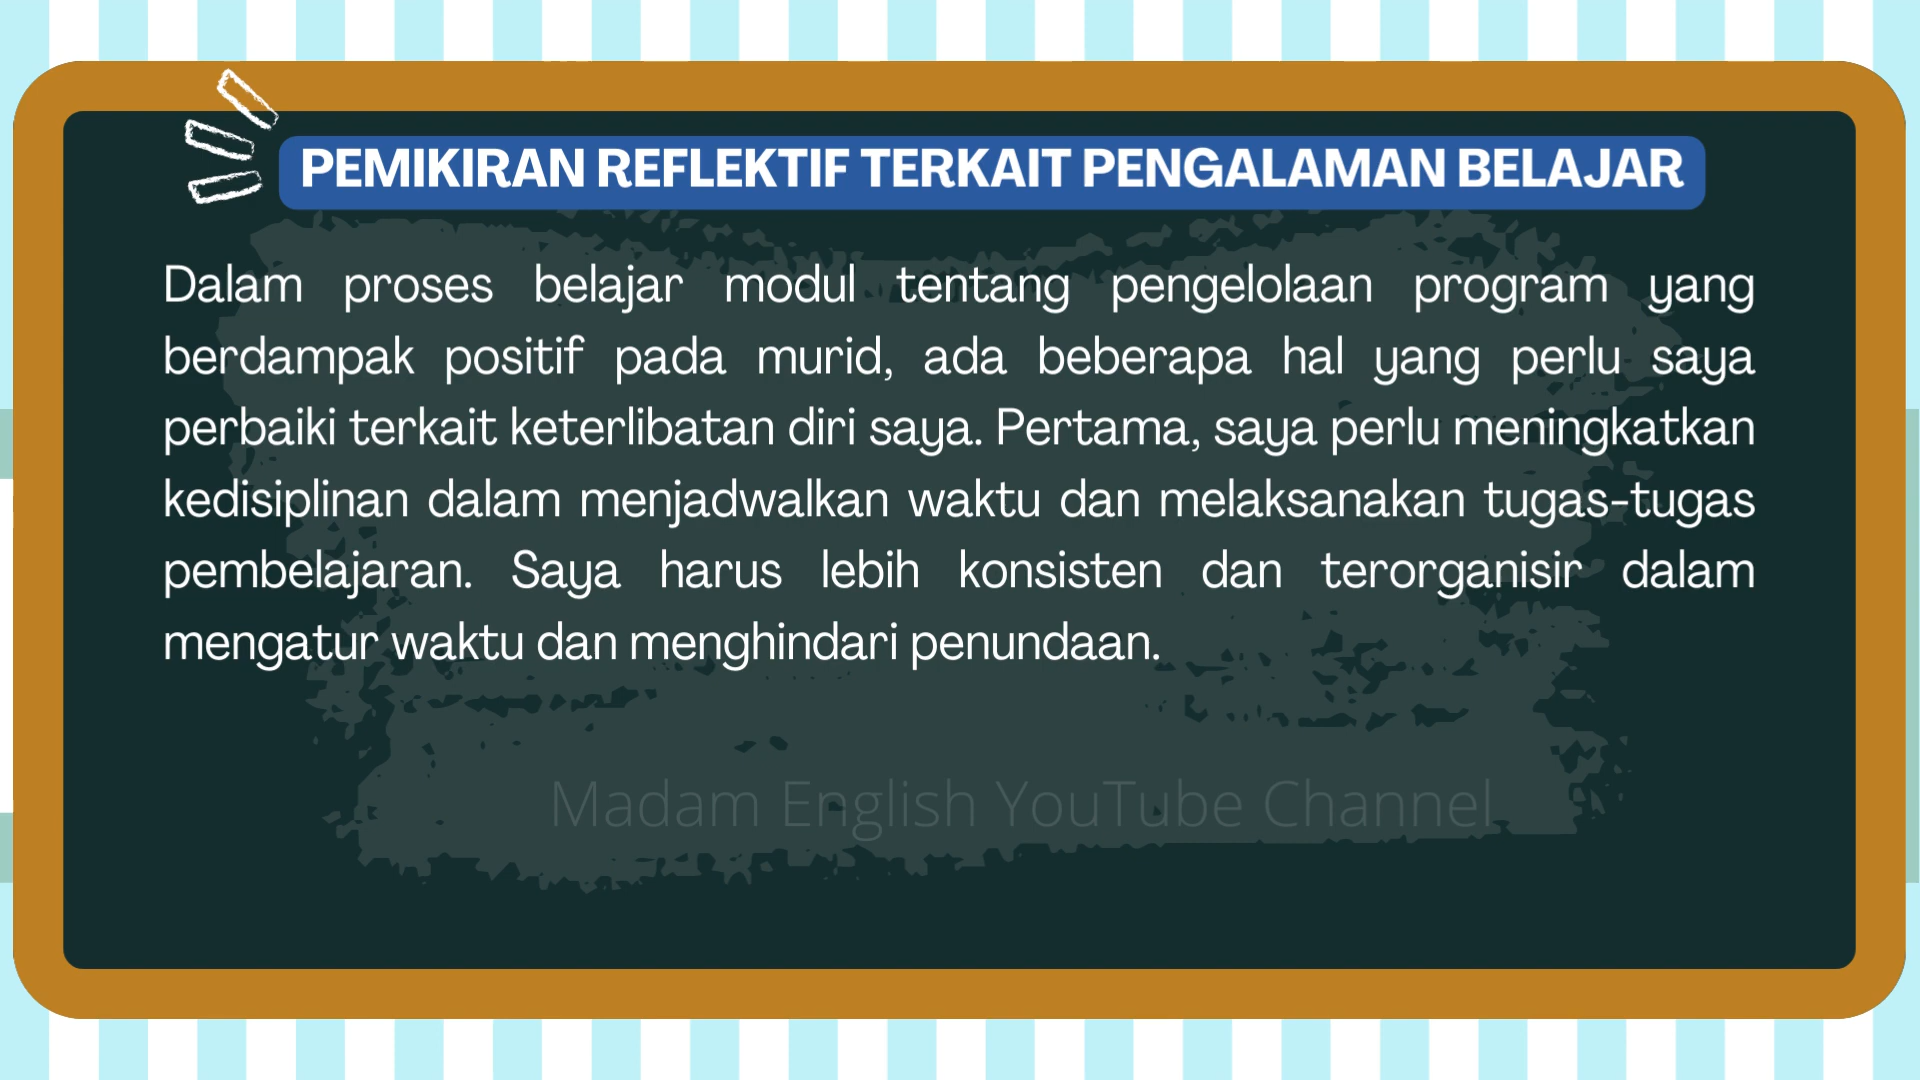 PEMIKIRAN REFLEKTIF TERKAIT PENGALAMAN BELAJAR
Dalam proses belajar modul tentang pengelolaan program yang
berdampak positif pada murid, ada beberapa hal yang perlu saya
perbaiki terkait keterlibatan diri saya. Pertama, saya perlu meningkatkan
kedisiplinan dalam menjadwalkan waktu dan melaksanakan tugas-tugas
pembelajaran. Saya harus lebih konsisten dan terorganisir dalam
mengatur waktu dan menghindari penundaan.
Madam English YouTube Channel